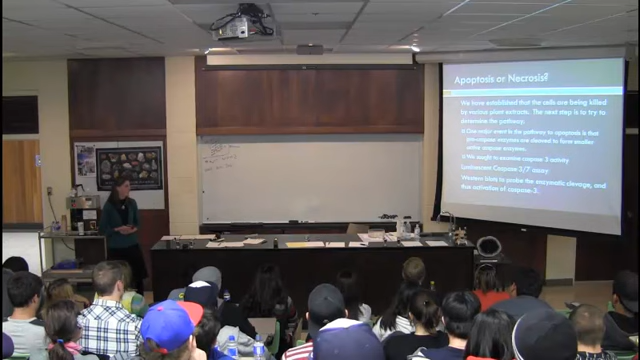 Apoptosis or Necrosis?
We have established that the cells are being killed
by various plant extracts. The next step is to try to
determine the pathway.
One major event in the pathway to apoptosis is that
pro-caspase enzymes are cleaved to form smaller
active caspase enzymes.
We sought to examine caspase 3 activity
Luminescent Caspase 3/7 assay
Western blots to probe the enzymatic clevage, and
thus activation of caspase-3.